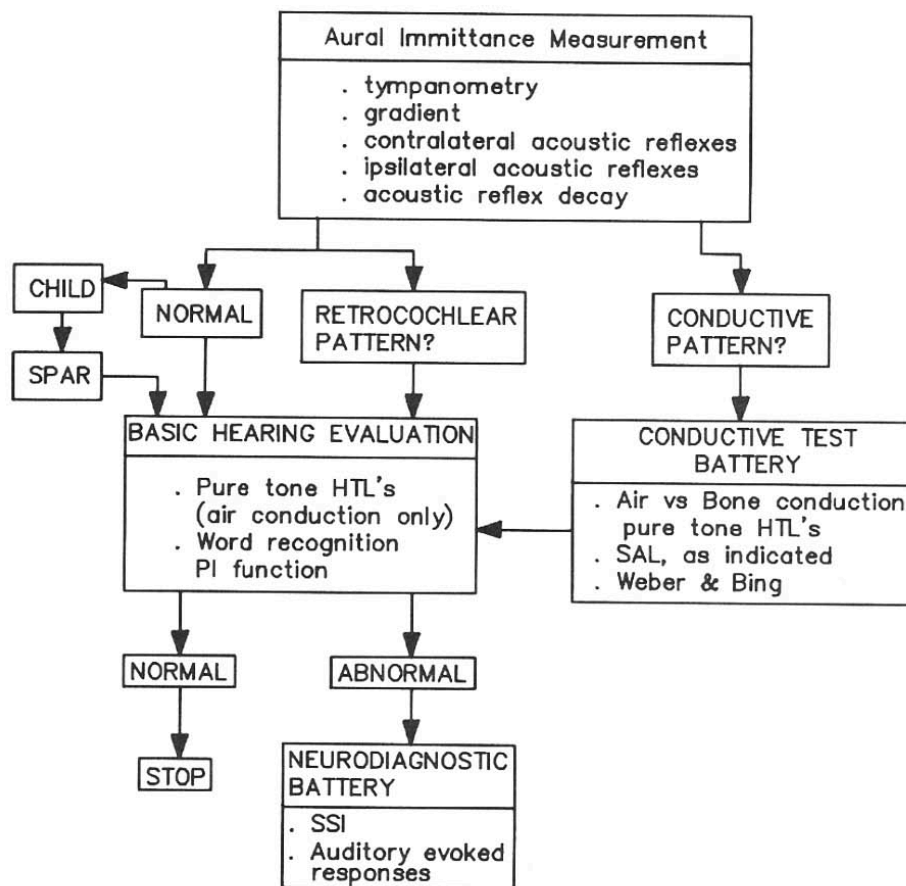 Aural Immittance Measurement
. tympanometry
. gradient
. contralateral acoustic reflexes
. ipsilateral acoustic reflexes
. acoustic reflex decay
CHILD
NORMAL
RETROCOCHLEAR
PATTERN?
CONDUCTIVE
PATTERN?
SPAR
BASIC HEARING EVALUATION
. Pure tone HTL's
(air conduction only)
. Word recognition
PI function
CONDUCTIVE TEST
BATTERY
. Air vs Bone conduction
pure tone HTL's
. SAL, as indicated
. Weber & Bing
NORMAL
ABNORMAL
STOP
NEURODIAGNOSTIC
BATTERY
. SSI
. Auditory evoked
responses